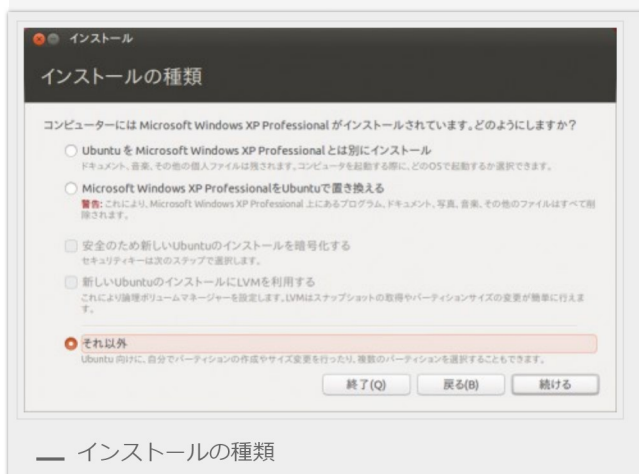 インストール
インストールの種類
コンピューターには Microsoft Windows XP Professional がインストールされています。どのようにしますか?
Ubuntu を Microsoft Windows XP Professional とは別にインストール
ドキュメント、音楽、その他の個人ファイルは残されます。コンピュータを起動する際に、どのOSで起動するか選択できます。
Microsoft Windows XP ProfessionalをUbuntuで置き換える
警告: これにより、Microsoft Windows XP Professional 上にあるプログラム、ドキュメント、写真、音楽、その他のファイルはすべて削
除されます。
安全のため新しいUbuntuのインストールを暗号化する
セキュリティキーは次のステップで選択します。
新しいUbuntuのインストールにLVMを利用する
これにより論理ボリュームマネージャーを設定します。LVMはスナップショットの取得やパーティションサイズの変更が簡単に行えま
す。
それ以外
Ubuntu 向けに、自分でパーティションの作成やサイズ変更を行ったり、複数のパーティションを選択することもできます。
終了(Q)
戻る(B)
続ける
インストールの種類